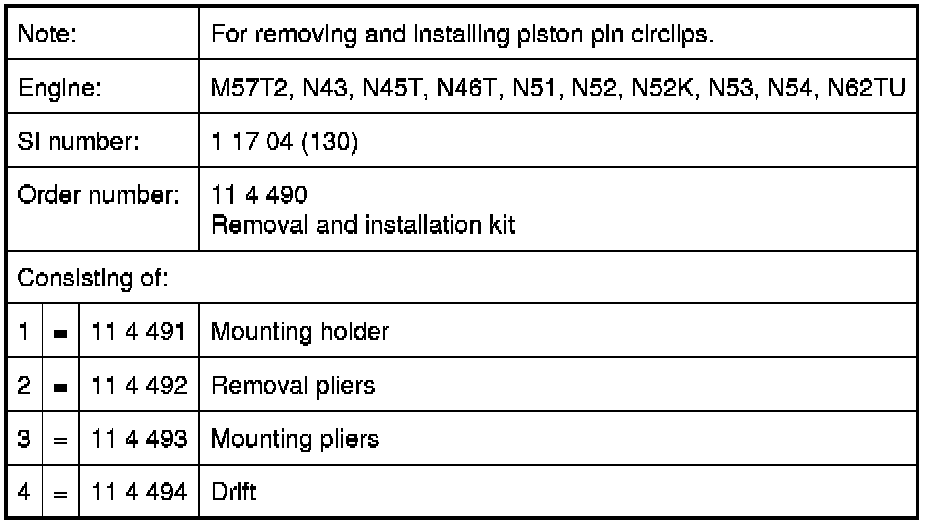 Note: For removing and installing piston pin circlips.
Engine: M57T2, N43, N45T, N46T, N51, N52, N52K, N53, N54, N62TU
SI number: 1 17 04 (130)
Order number: 11 4 490
Removal and installation kit
Consisting of:
1 = 11 4 491 Mounting holder
2 = 11 4 492 Removal pliers
3 = 11 4 493 Mounting pliers
4 = 11 4 494 Drift